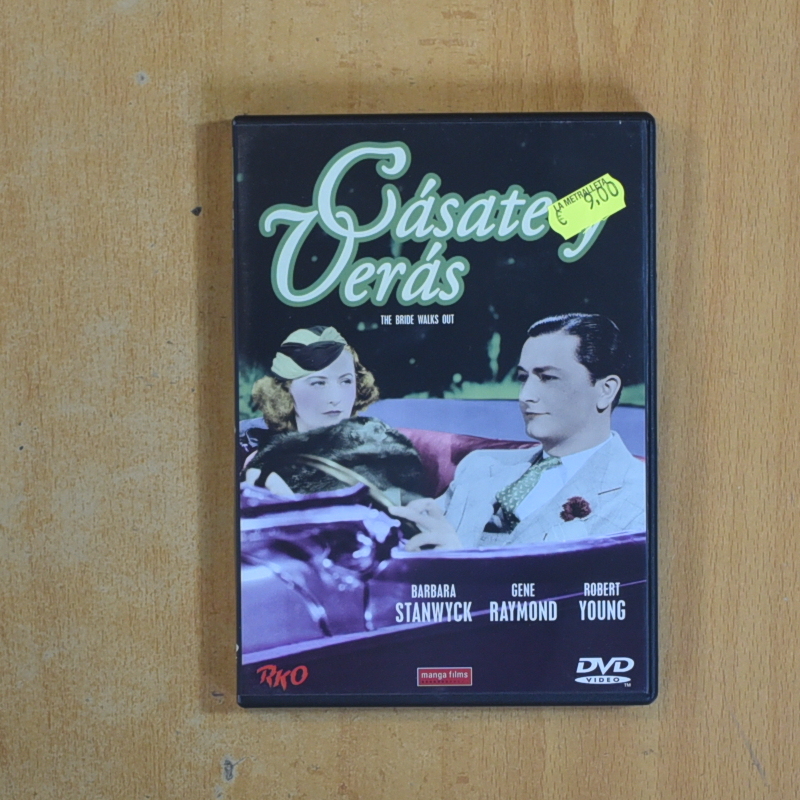 Cásate y
Verás
LA METRALLETA
€ 9,00
THE BRIDE WALKS OUT
BARBARA STANWYCK
GENE RAYMOND
ROBERT YOUNG
RKO
manga films
DVD
VIDEO
TM